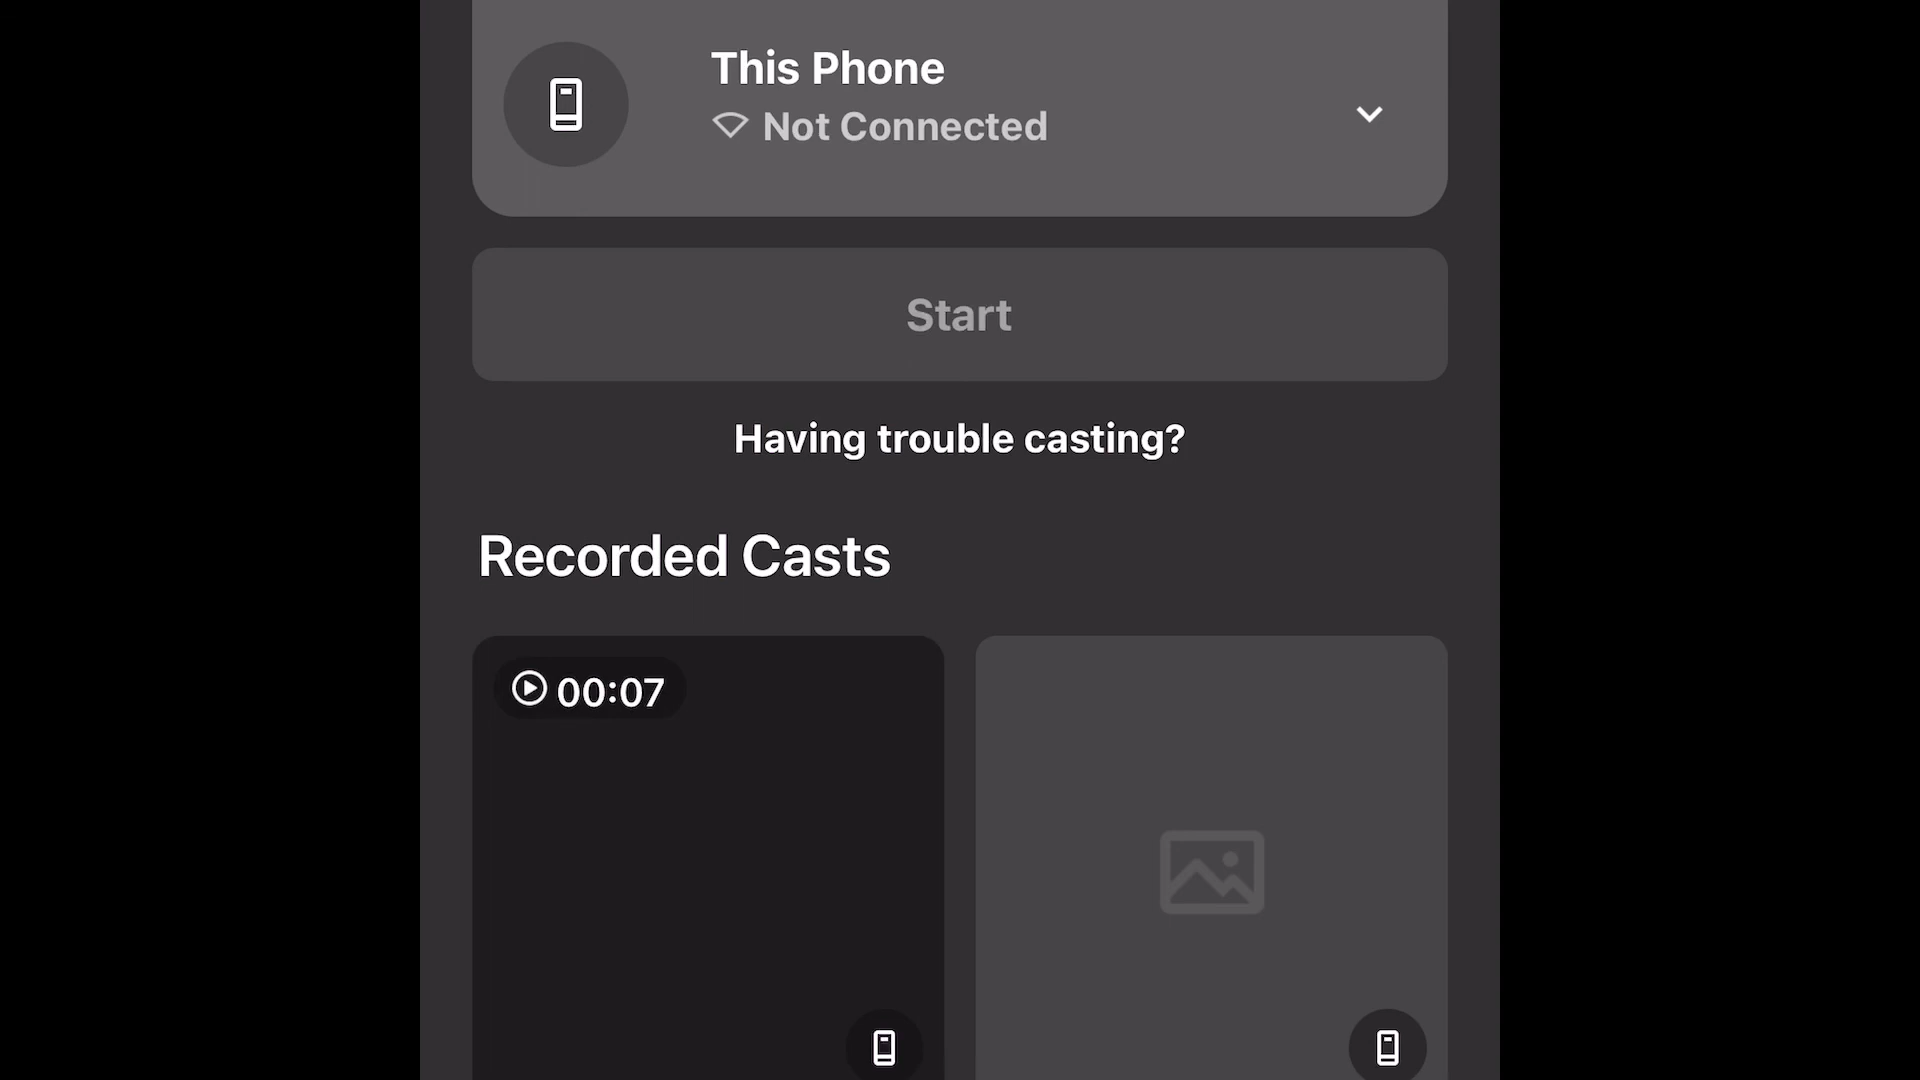 This Phone
Not Connected
Start
Having trouble casting?
Recorded Casts
00:07